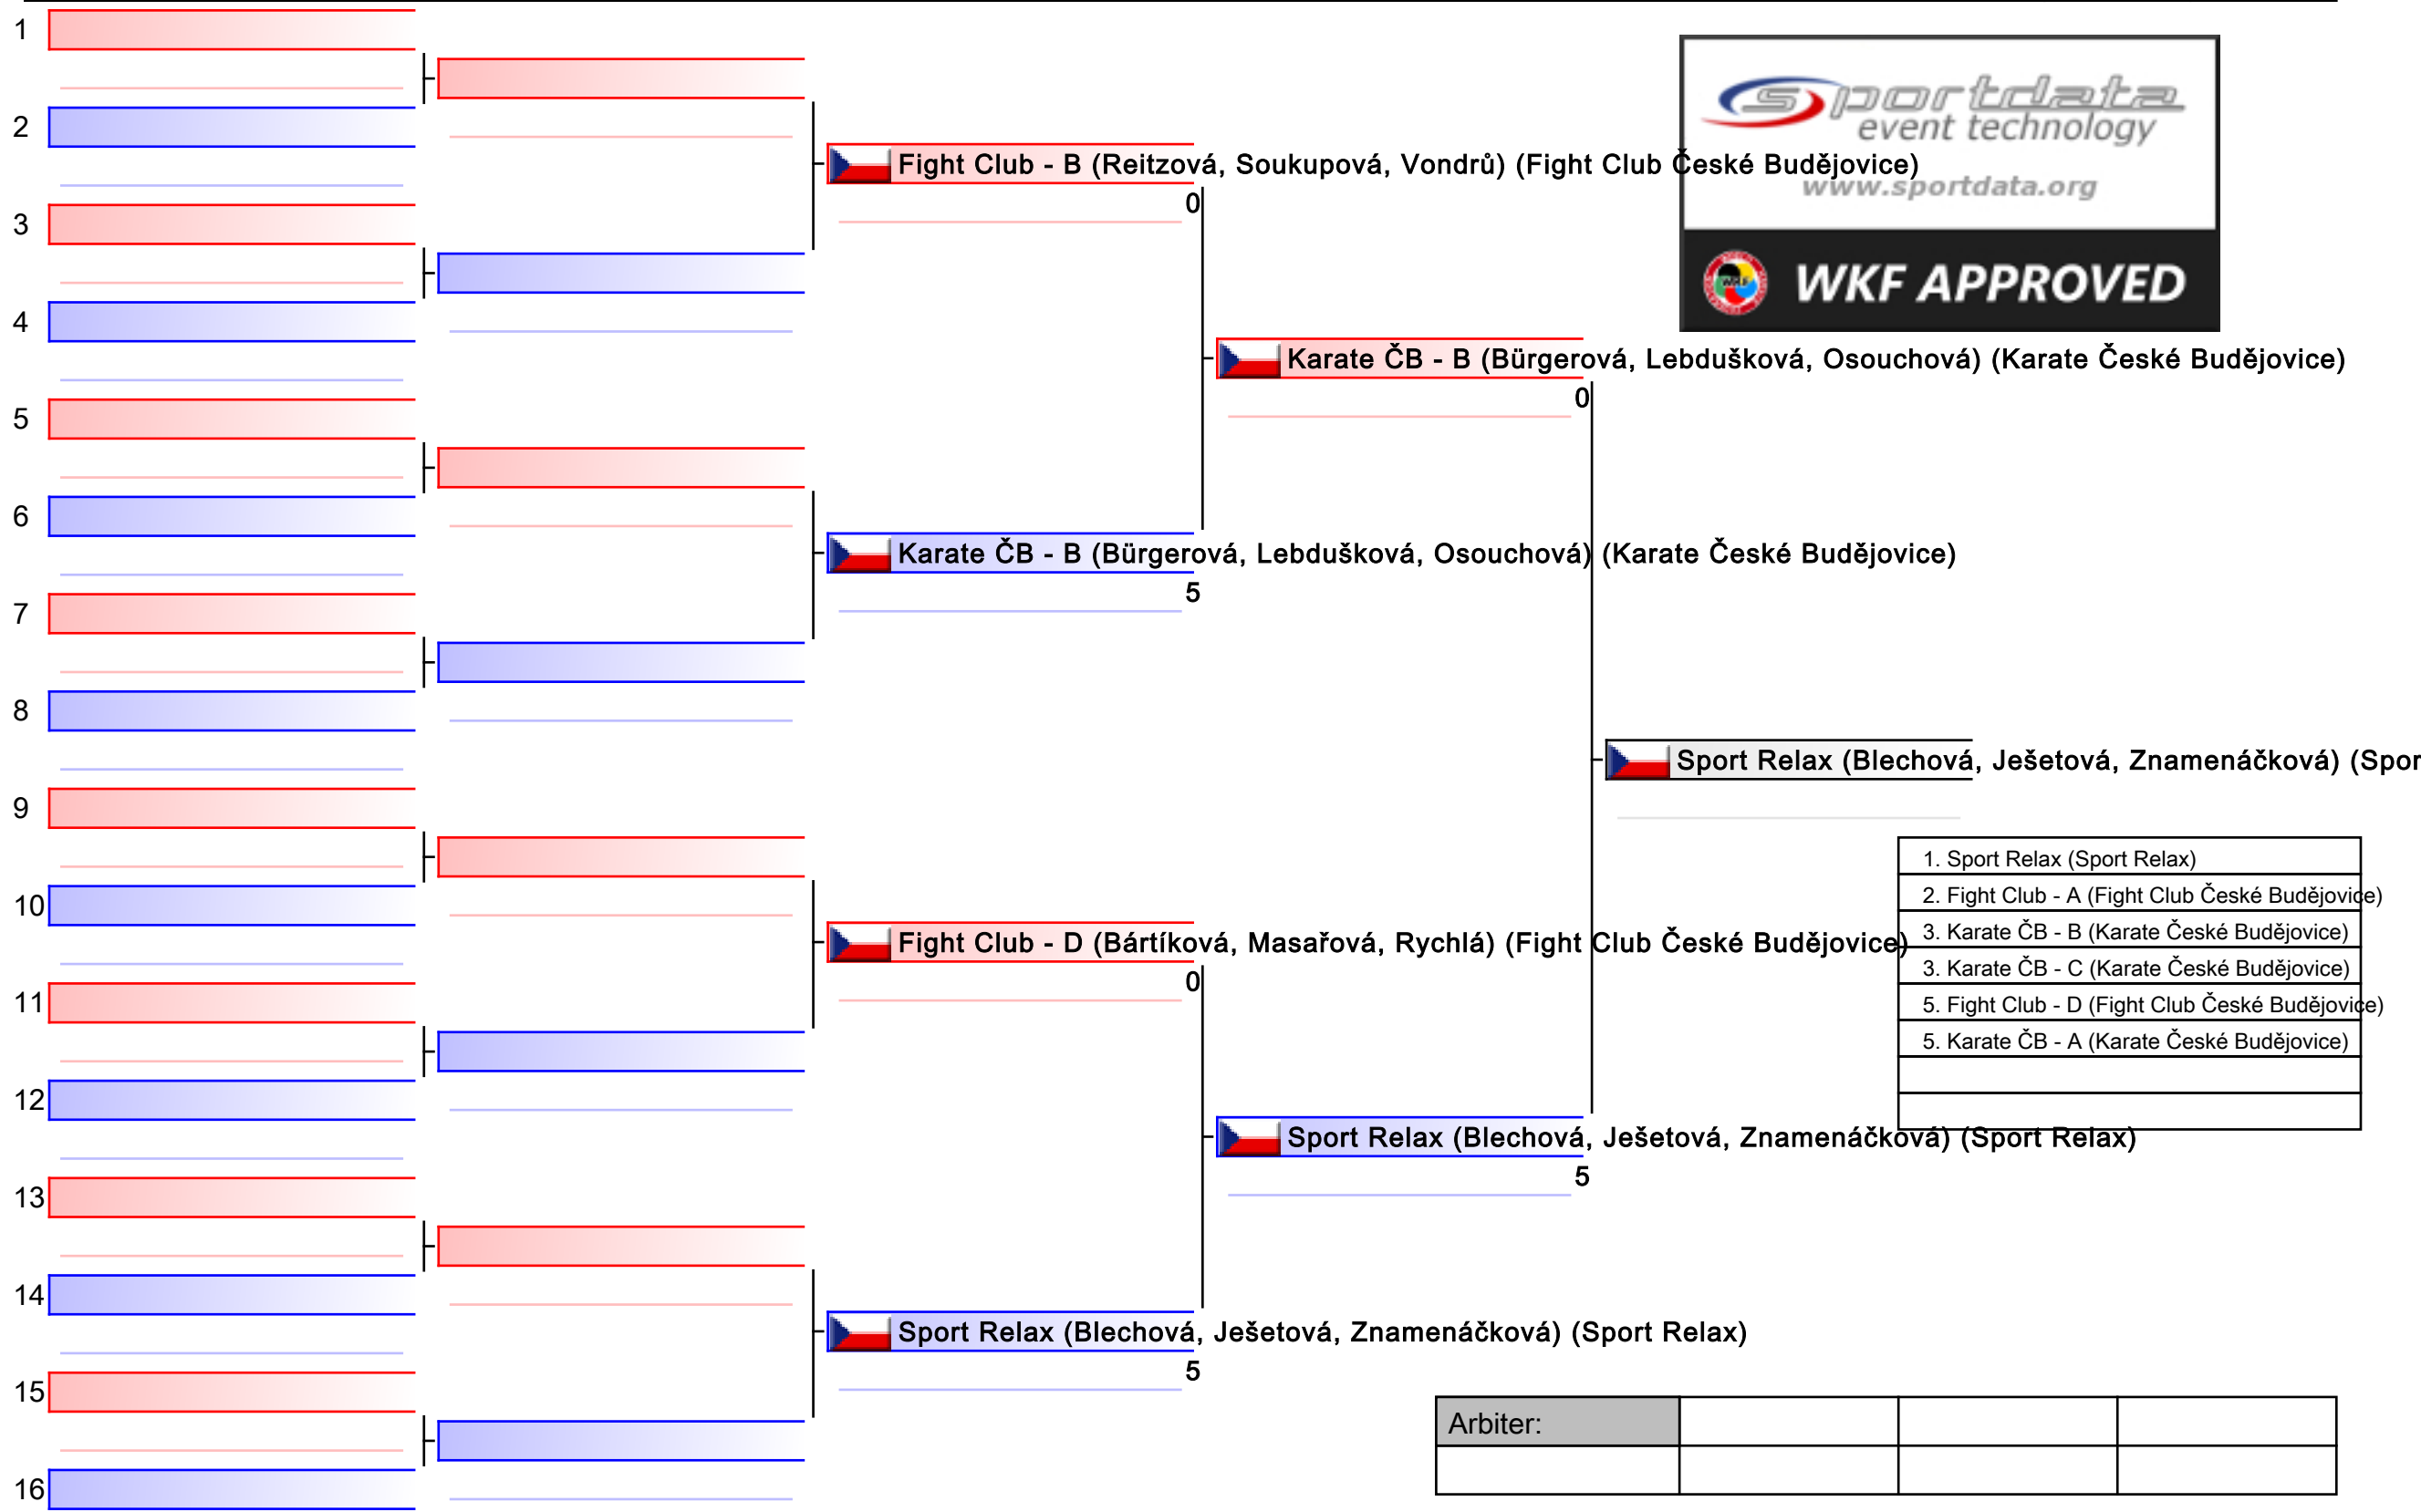 1
2
3
4
5
6
7
8
9
10
11
12
13
14
15
16
Fight Club - B (Reitzová, Soukupová, Vondrů) (Fight Club České Budějovice)
0
Karate ČB - B (Bürgerová, Lebdušková, Osouchová) (Karate České Budějovice)
5
Fight Club - D (Bártíková, Masařová, Rychlá) (Fight Club České Budějovice)
0
Sport Relax (Blechová, Ješetová, Znamenáčková) (Sport Relax)
5
Karate ČB - B (Bürgerová, Lebdušková, Osouchová) (Karate České Budějovice)
0
Sport Relax (Blechová, Ješetová, Znamenáčková) (Sport Relax)
5
Sport Relax (Blechová, Ješetová, Znamenáčková) (Spor
sportdata
event technology
www.sportdata.org
WKF
WKF APPROVED
1. Sport Relax (Sport Relax)
2. Fight Club - A (Fight Club České Budějovice)
3. Karate ČB - B (Karate České Budějovice)
3. Karate ČB - C (Karate České Budějovice)
5. Fight Club - D (Fight Club České Budějovice)
5. Karate ČB - A (Karate České Budějovice)
Arbiter: